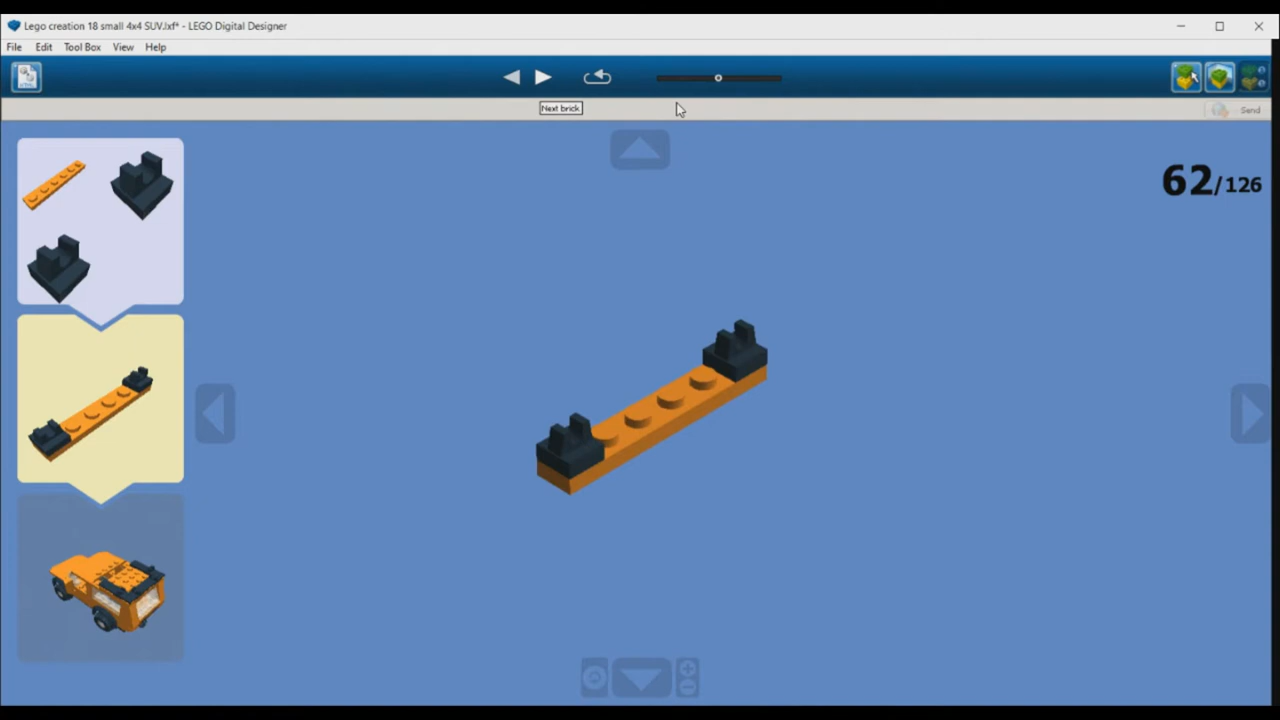 Lego creation 18 small 4x4 SUV.lxf* - LEGO Digital Designer
File Edit Tool Box View Help
Next brick
Send
62/126